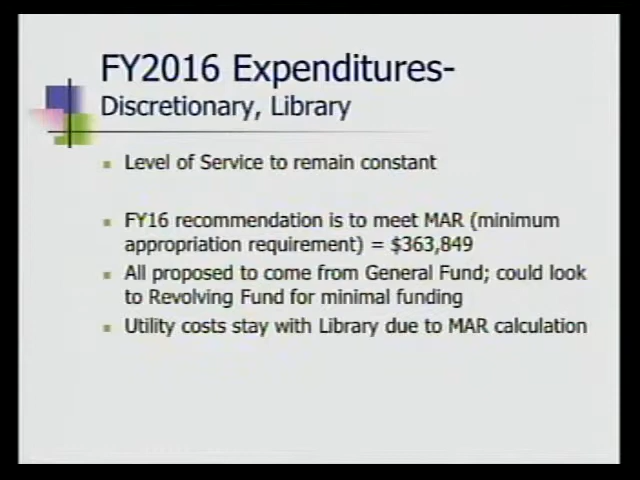 FY2016 Expenditures-
Discretionary, Library
Level of Service to remain constant
FY16 recommendation is to meet MAR (minimum
appropriation requirement) = $363,849
All proposed to come from General Fund; could look
to Revolving Fund for minimal funding
Utility costs stay with Library due to MAR calculation